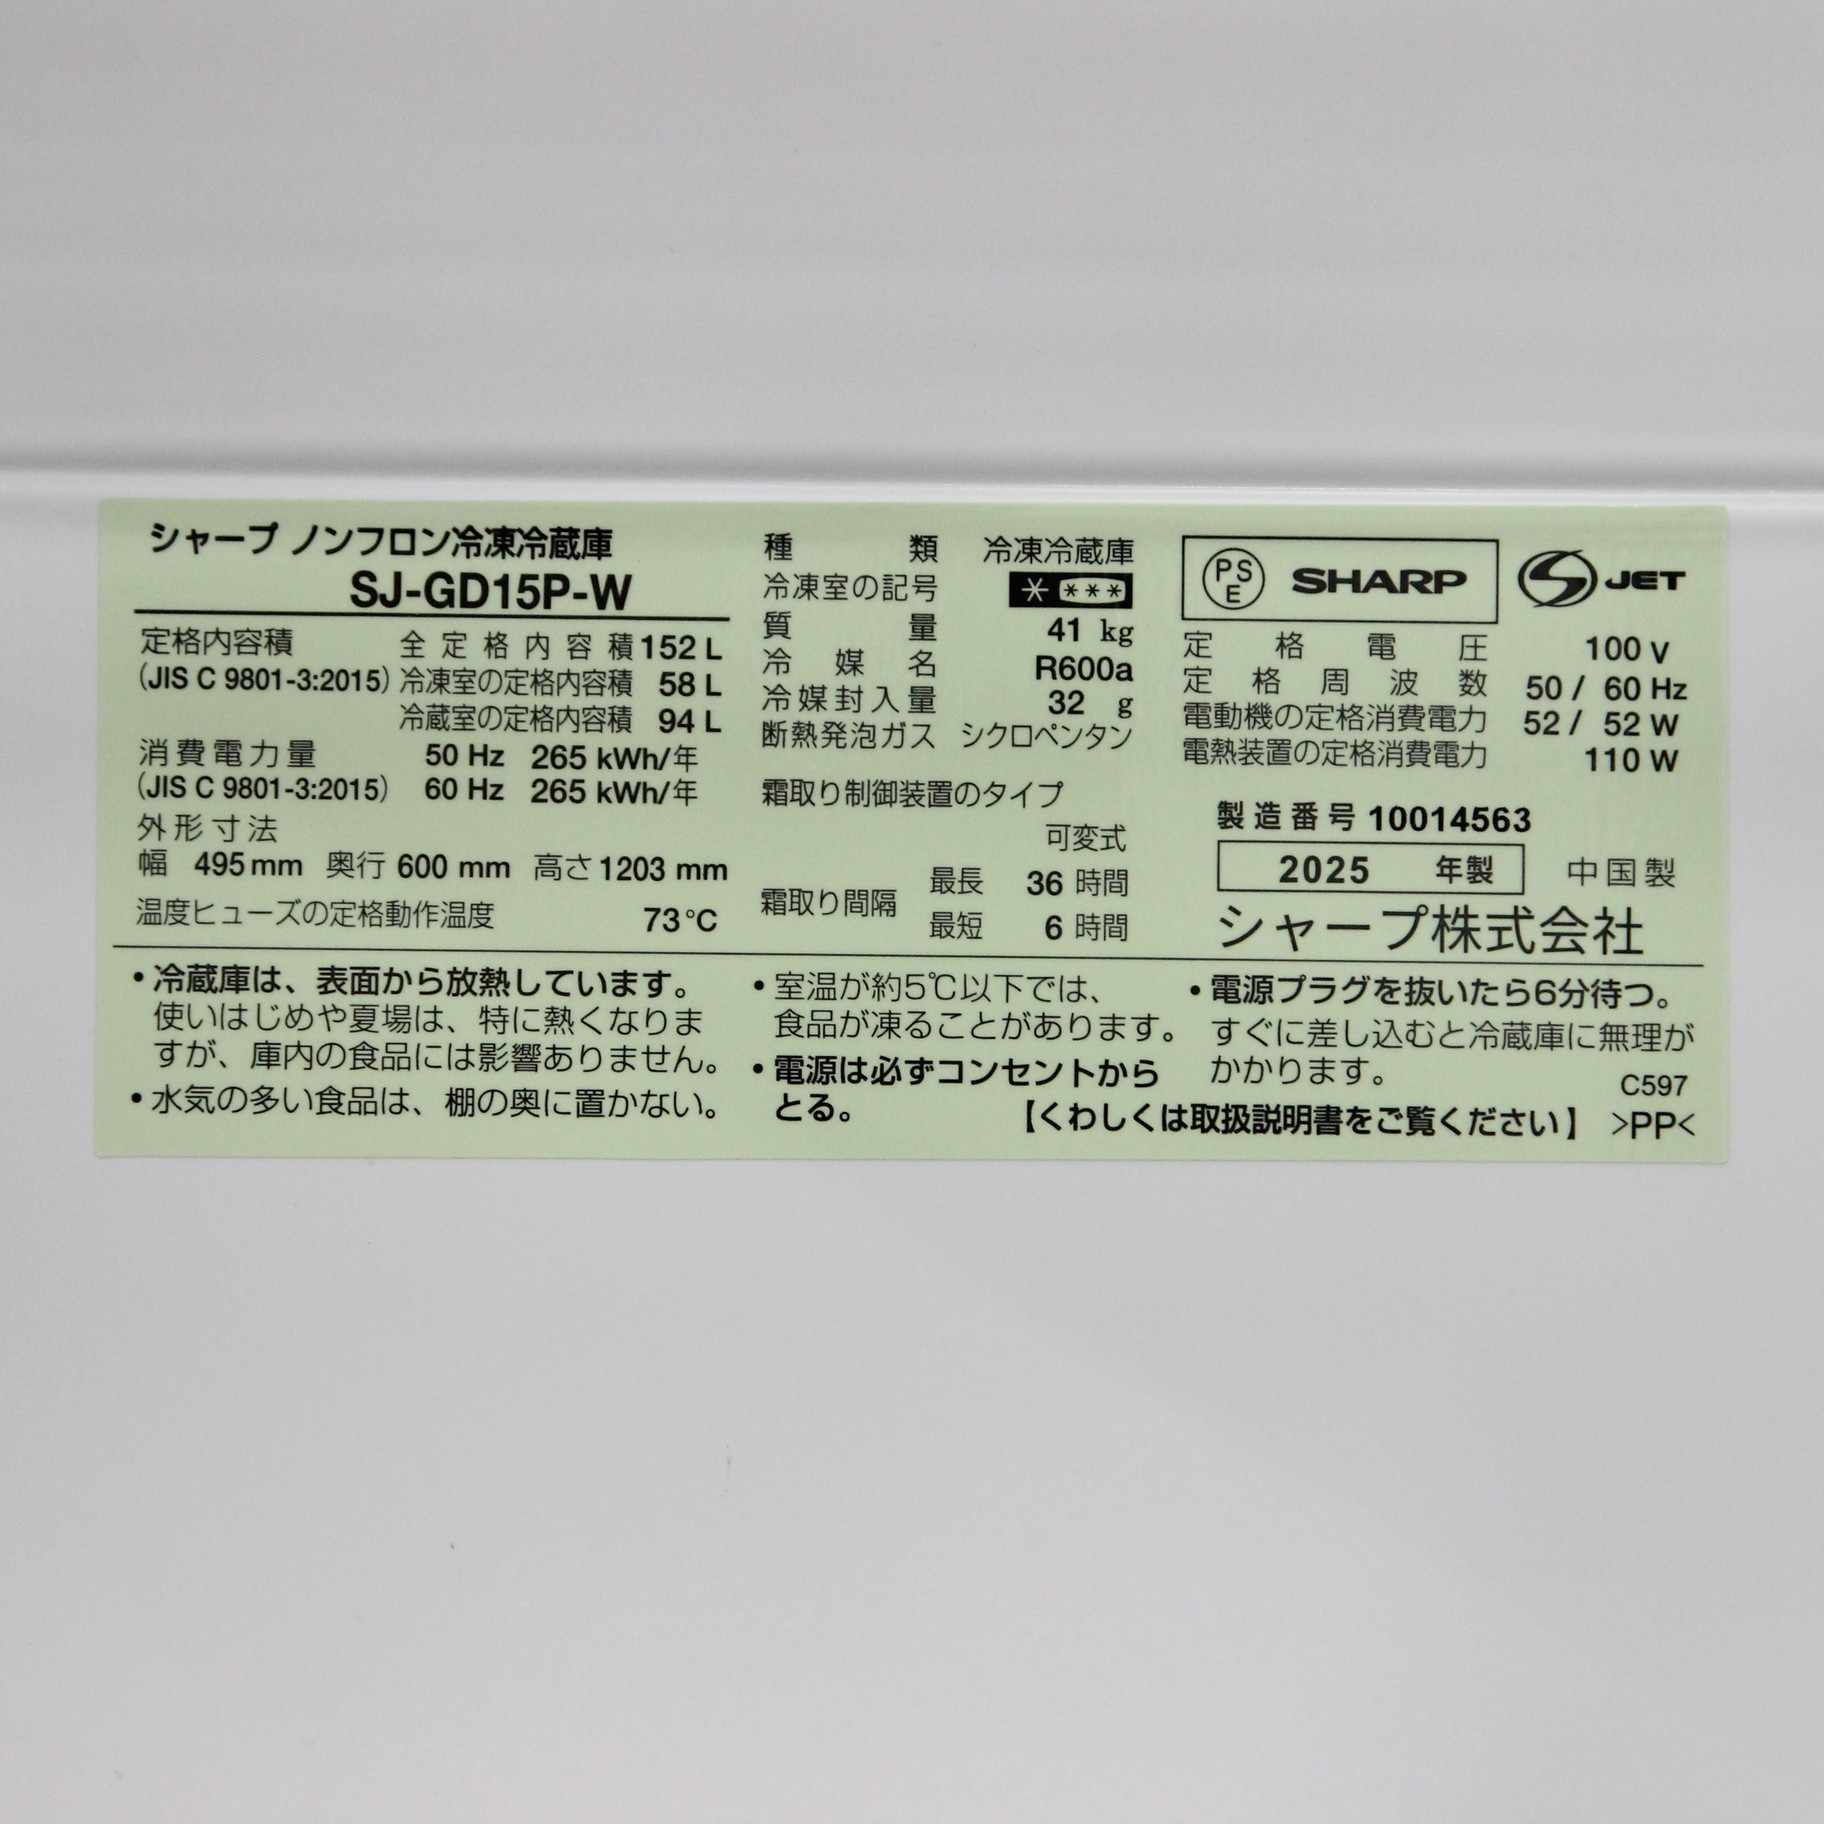 シャープ ノンフロン冷凍冷蔵庫
SJ-GD15P-W
定格内容積 全定格内容積 152 L
(JIS C 9801-3:2015) 冷凍室の定格内容積 58 L
冷蔵室の定格内容積 94 L
消費電力量 50 Hz 265 kWh/年
(JIS C 9801-3:2015) 60 Hz 265 kWh/年
外形寸法
幅 495 mm 奥行 600 mm 高さ 1203 mm
温度ヒューズの定格動作温度 73℃
種類 冷凍冷蔵庫
冷凍室の記号 * ***
質量 41 kg
冷媒名 R600a
冷媒封入量 32 g
断熱発泡ガス シクロペンタン
霜取り制御装置のタイプ
可変式
霜取り間隔 最長 36 時間
最短 6 時間
PSE SHARP JET
定格電圧 100 V
定格周波数 50 / 60 Hz
電動機の定格消費電力 52 / 52 W
電熱装置の定格消費電力 110 W
製造番号 10014563
2025 年製 中国製
シャープ株式会社
・冷蔵庫は、表面から放熱しています。
使いはじめや夏場は、特に熱くなりま
すが、庫内の食品には影響ありません。
・水気の多い食品は、棚の奥に置かない。
・室温が約5℃以下では、
食品が凍ることがあります。
・電源は必ずコンセントから
とる。
・電源プラグを抜いたら6分待つ。
すぐに差し込むと冷蔵庫に無理が
かかります。
C597
【くわしくは取扱説明書をご覧ください】 >PP<